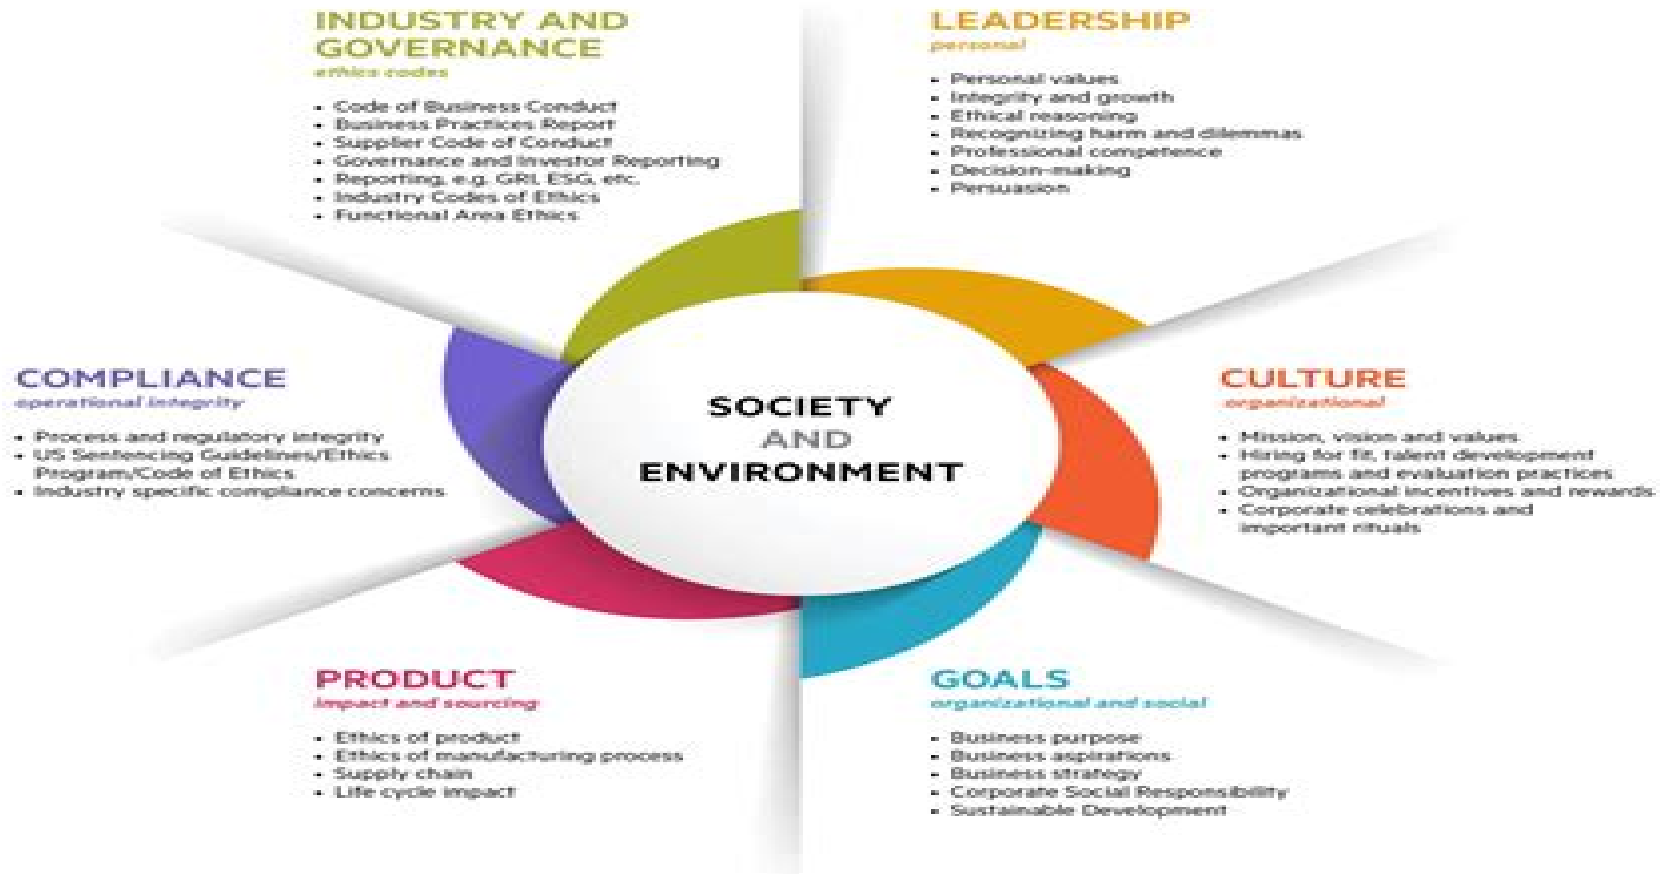 INDUSTRY AND
GOVERNANCE
ethics codes
• Code of Business Conduct
• Business Practices Report
• Supplier Code of Conduct
• Governance and Investor Reporting
• Reporting, e.g. GRI, ESG, etc.
• Industry Codes of Ethics
• Functional Area Ethics
LEADERSHIP
personal
• Personal values
• Integrity and growth
• Ethical reasoning
• Recognizing harm and dilemmas
• Professional competence
• Decision-making
• Persuasion
COMPLIANCE
operational integrity
• Process and regulatory integrity
• US Sentencing Guidelines/Ethics
Program/Code of Ethics
• Industry specific compliance concerns
SOCIETY
AND
ENVIRONMENT
CULTURE
organizational
• Mission, vision and values
• Hiring for fit, talent development
programs and evaluation practices
• Organizational incentives and rewards
• Corporate celebrations and
important rituals
PRODUCT
impact and sourcing
• Ethics of product
• Ethics of manufacturing process
• Supply chain
• Life cycle impact
GOALS
organizational and social
• Business purpose
• Business aspirations
• Business strategy
• Corporate Social Responsibility
• Sustainable Development